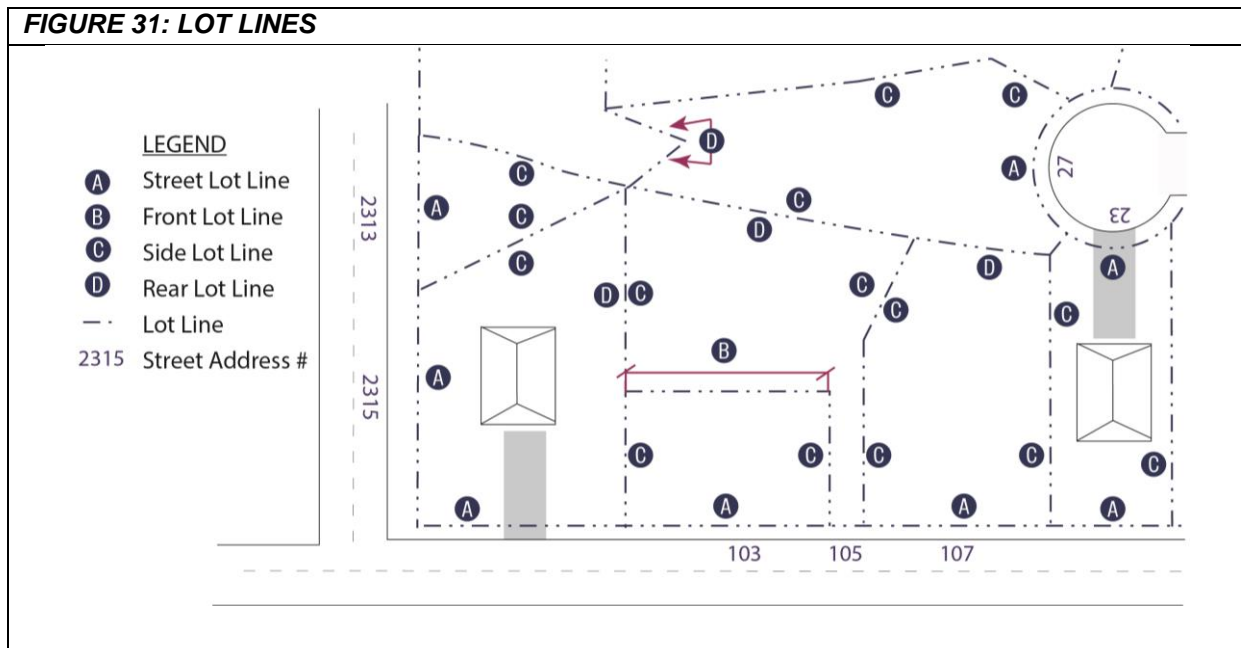 FIGURE 31: LOT LINES
LEGEND
A Street Lot Line
B Front Lot Line
C Side Lot Line
D Rear Lot Line
Lot Line
2315 Street Address #
C
C
D
A
27
23
C
A
2313
C
C
C
D
D
A
D
C
C
C
C
B
A
2315
C
C
C
C
C
A
A
A
A
103
105
107